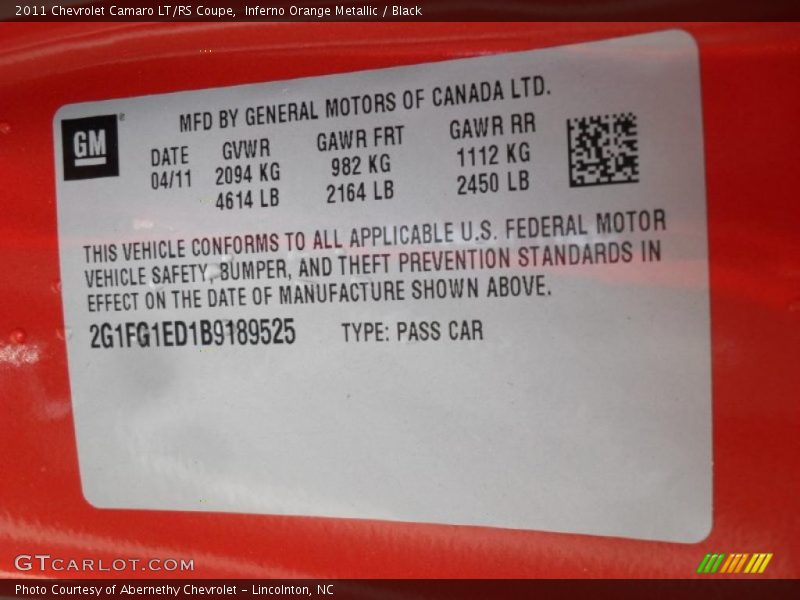 2011 Chevrolet Camaro LT/RS Coupe, Inferno Orange Metallic / Black
GM
®
MFD BY GENERAL MOTORS OF CANADA LTD.
DATE GVWR GAWR FRT GAWR RR
04/11 2094 KG 982 KG 1112 KG
4614 LB 2164 LB 2450 LB
THIS VEHICLE CONFORMS TO ALL APPLICABLE U.S. FEDERAL MOTOR
VEHICLE SAFETY, BUMPER, AND THEFT PREVENTION STANDARDS IN
EFFECT ON THE DATE OF MANUFACTURE SHOWN ABOVE.
2G1FG1ED1B9189525 TYPE: PASS CAR
GTCARLOT.COM
Photo Courtesy of Abernethy Chevrolet - Lincolnton, NC